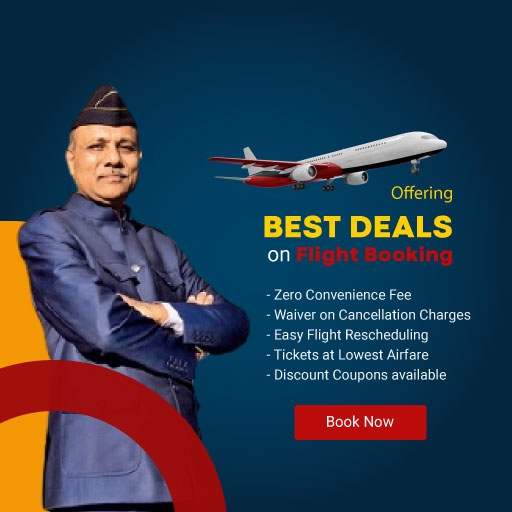 Offering
BEST DEALS
on Flight Booking
- Zero Convenience Fee
- Waiver on Cancellation Charges
- Easy Flight Rescheduling
- Tickets at Lowest Airfare
- Discount Coupons available
Book Now